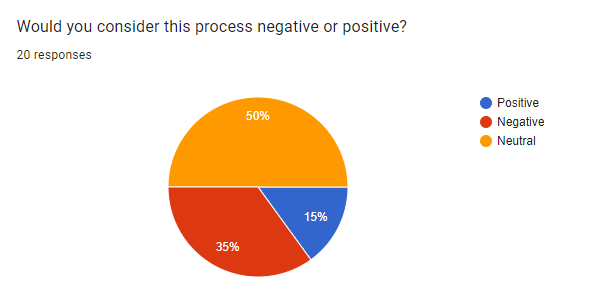 Would you consider this process negative or positive?
20 responses
50%
15%
35%
Positive
Negative
Neutral